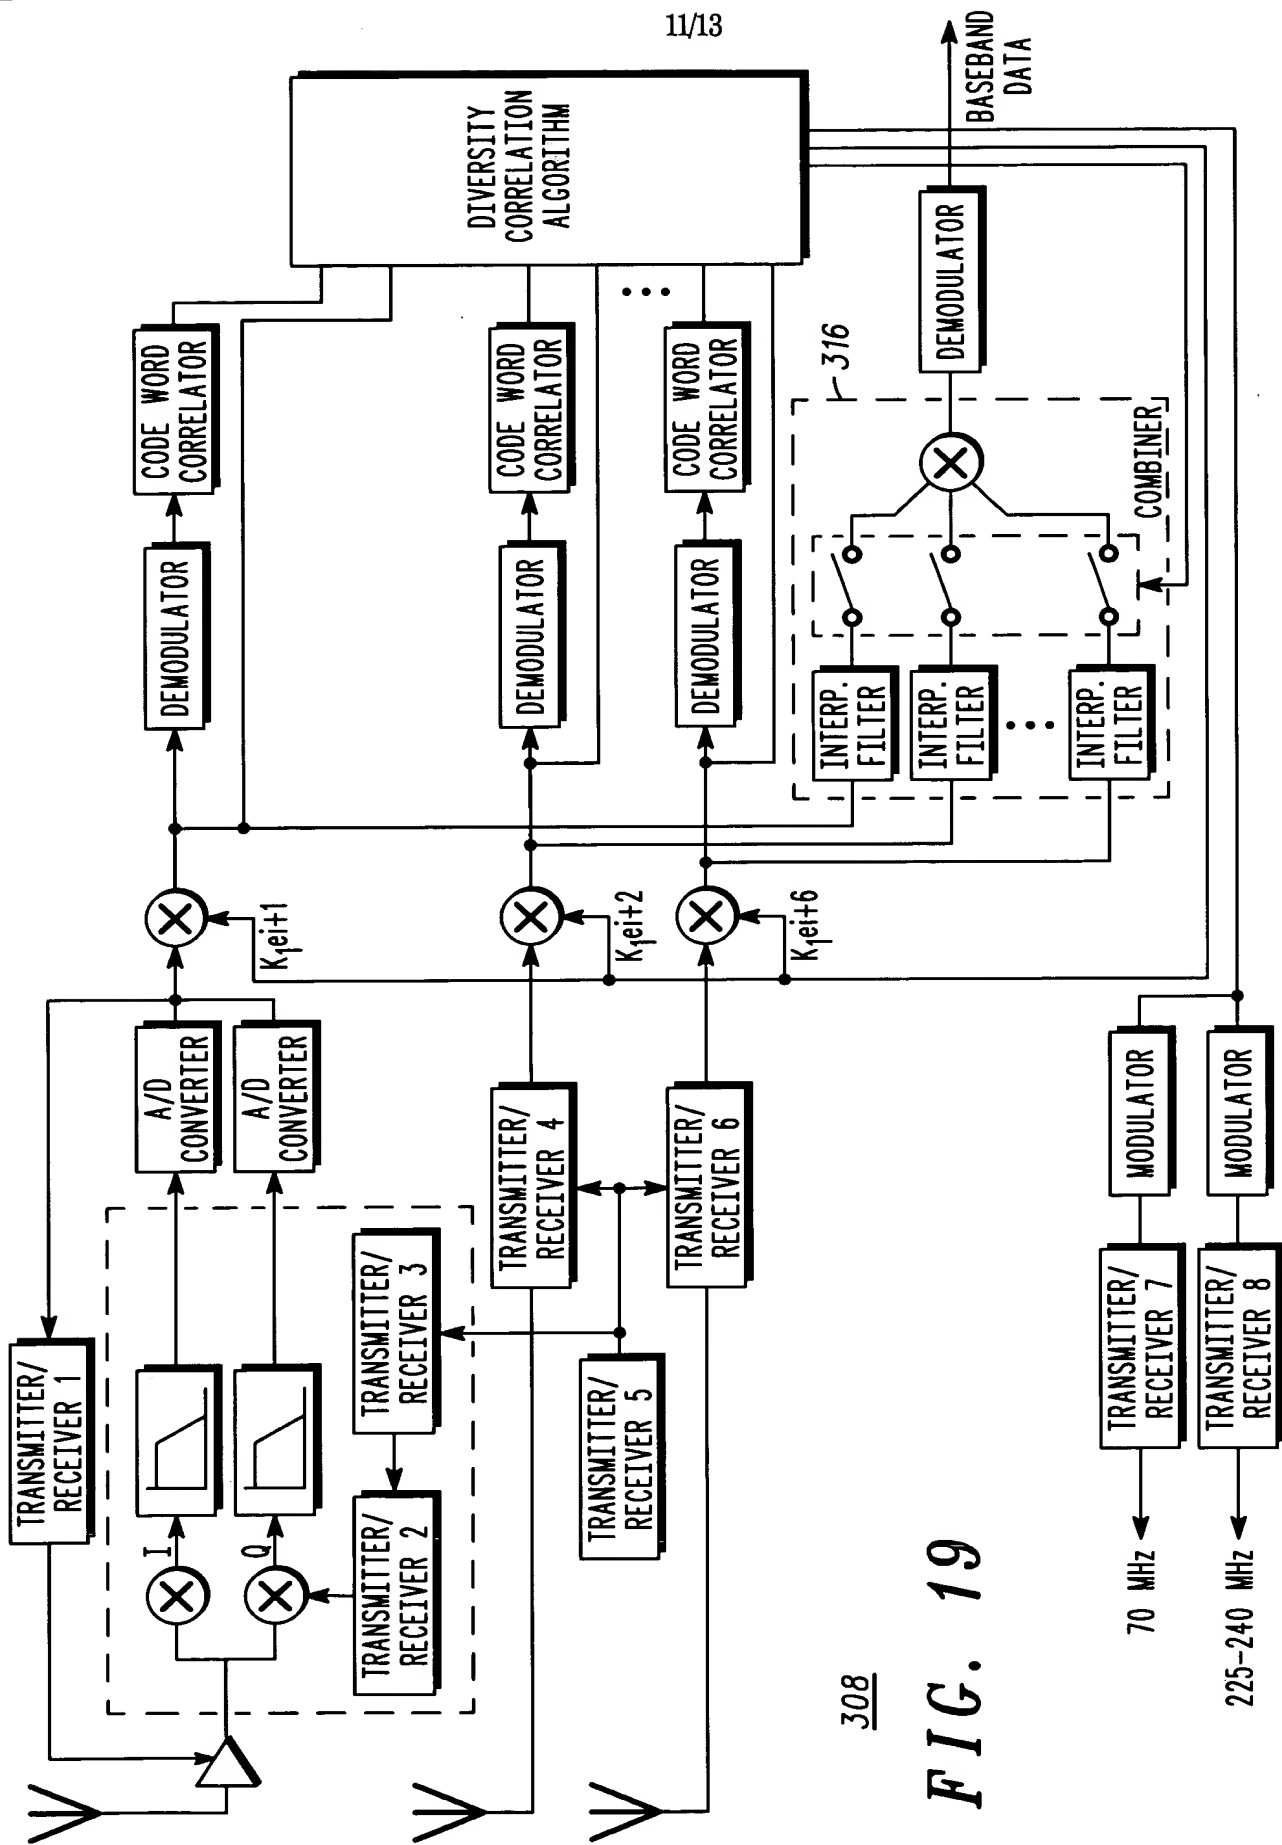 11/13
TRANSMITTER/
RECEIVER 1
I
Q
TRANSMITTER/
RECEIVER 2
TRANSMITTER/
RECEIVER 3
A/D
CONVERTER
A/D
CONVERTER
K₁ei+1
DEMODULATOR
CODE WORD
CORRELATOR
DIVERSITY
CORRELATION
ALGORITHM
TRANSMITTER/
RECEIVER 4
K₁ei+2
DEMODULATOR
CODE WORD
CORRELATOR
TRANSMITTER/
RECEIVER 5
TRANSMITTER/
RECEIVER 6
K₁ei+6
DEMODULATOR
CODE WORD
CORRELATOR
...
INTERP.
FILTER
INTERP.
FILTER
...
INTERP.
FILTER
316
COMBINER
DEMODULATOR
BASEBAND
DATA
70 MHz
TRANSMITTER/
RECEIVER 7
MODULATOR
225-240 MHz
TRANSMITTER/
RECEIVER 8
MODULATOR
308
FIG. 19